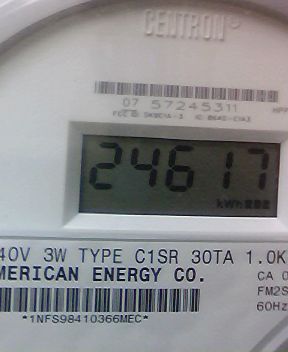 CENTRON®
07 57245311
24617
kWh
40V 3W TYPE C1SR 30TA 1.0K
MERICAN ENERGY CO.
CA 0
FM2S
60Hz
*1NFS98410366MEC*